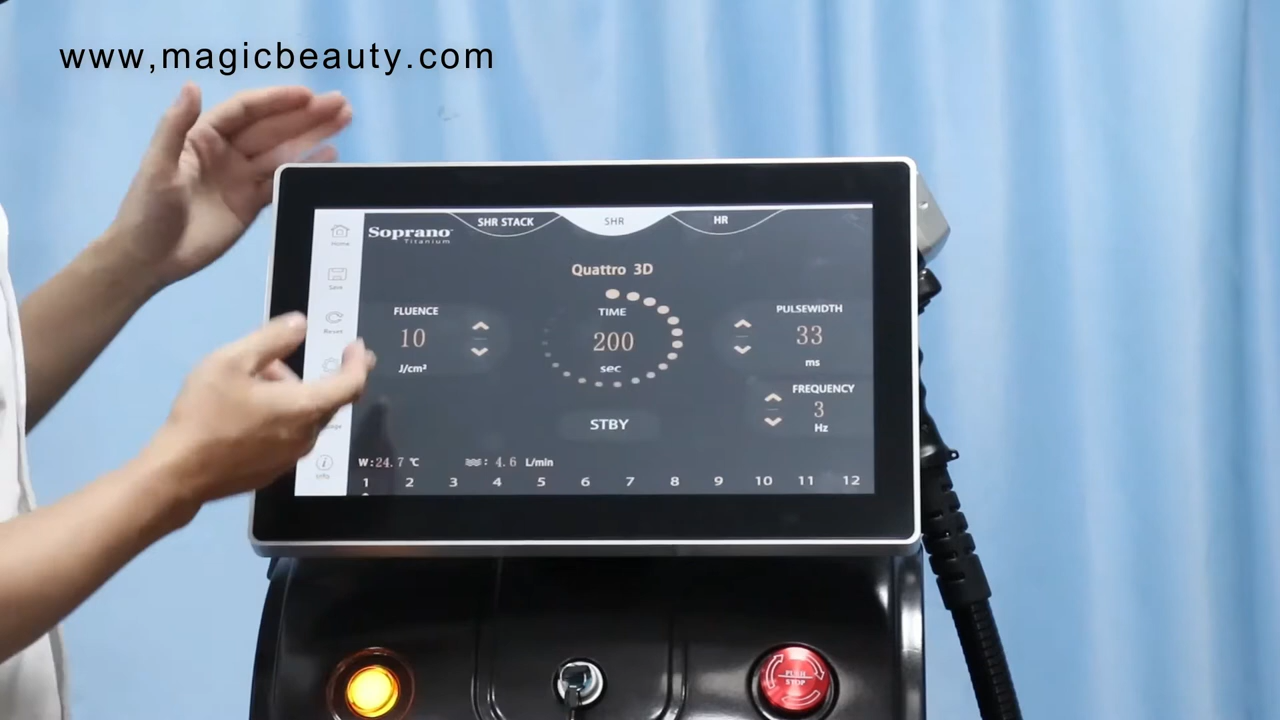 www,magicbeauty.com
SHR STACK SHR HR
Home
Soprano
Titanium
Save
Quattro 3D
FLUENCE
10
J/cm²
TIME
200
sec
PULSEWIDTH
33
ms
Reset
FREQUENCY
3
Hz
STBY
Info
W:24.7 ℃ : 4.6 L/min
1 2 3 4 5 6 7 8 9 10 11 12
PUSH
STOP